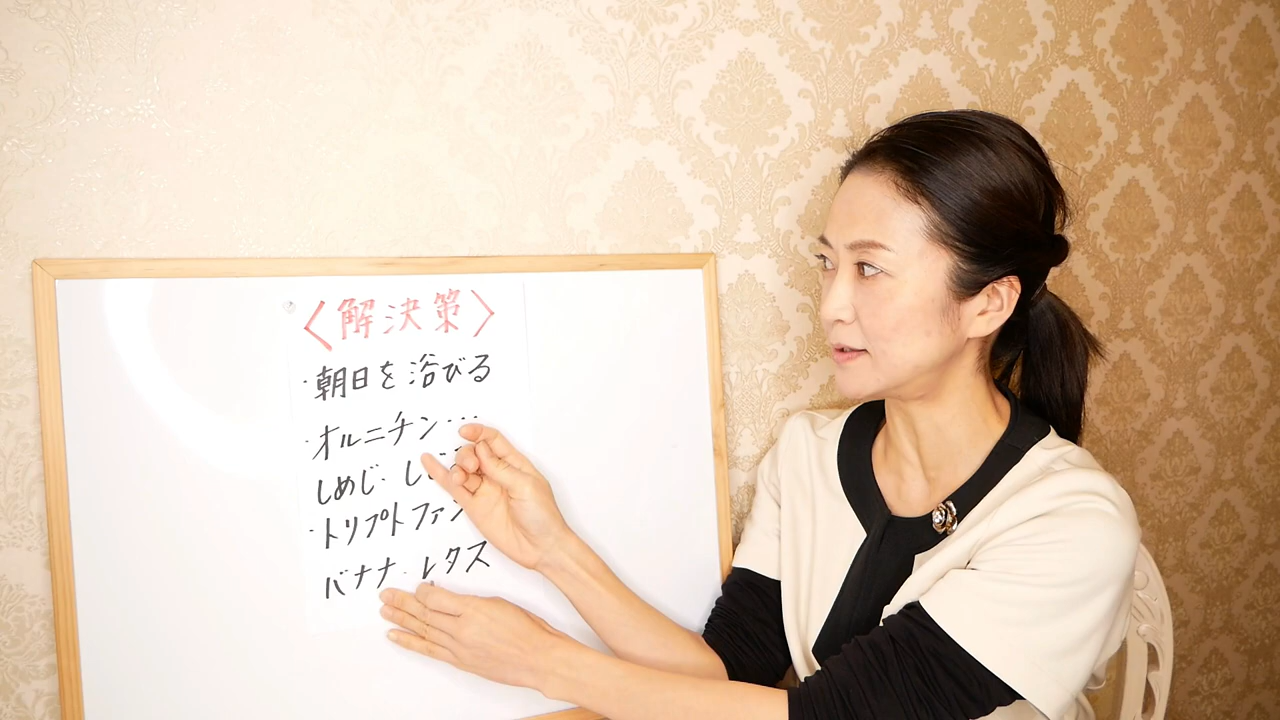 〈解決策〉
・朝日を浴びる
・オルニチン…
しめじ・
・トリプトファン
バナナ・レタス